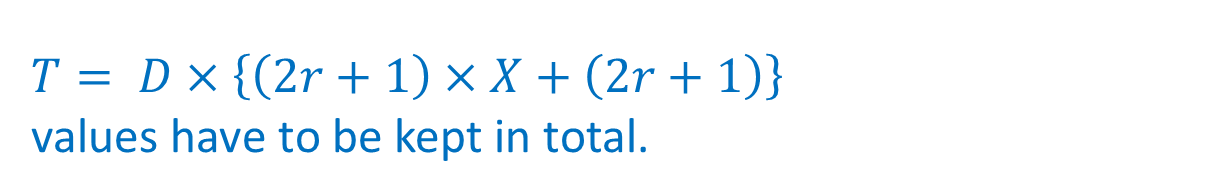 T = D × {(2r + 1) × X + (2r + 1)}
values have to be kept in total.